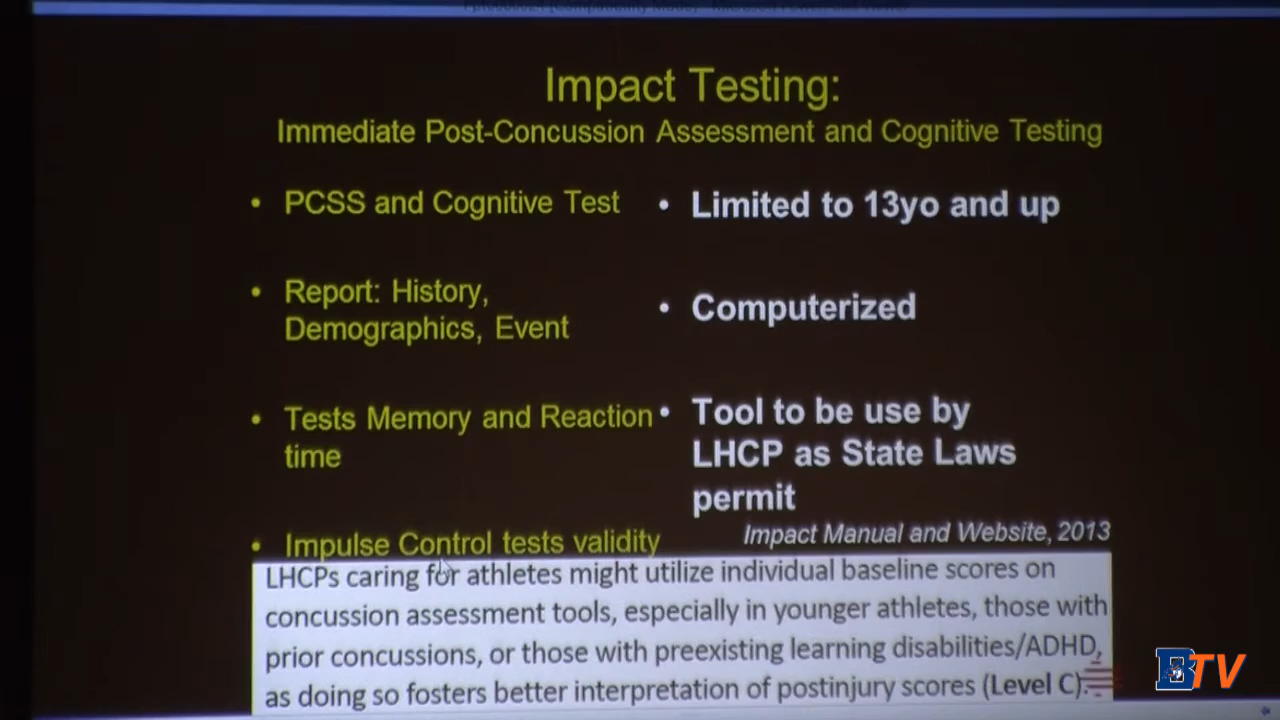 Impact Testing:
Immediate Post-Concussion Assessment and Cognitive Testing
• PCSS and Cognitive Test
• Report: History,
Demographics, Event
• Tests Memory and Reaction
time
• Impulse Control tests validity
• Limited to 13yo and up
• Computerized
• Tool to be use by
LHCP as State Laws
permit
Impact Manual and Website, 2013
LHCPs caring for athletes might utilize individual baseline scores on
concussion assessment tools, especially in younger athletes, those with
prior concussions, or those with preexisting learning disabilities/ADHD,
as doing so fosters better interpretation of postinjury scores (Level C).
BTV